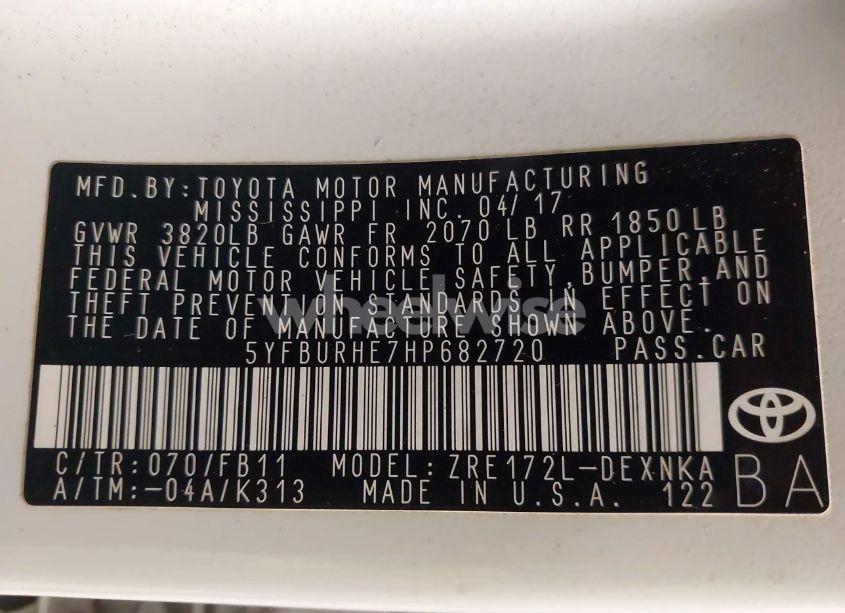 MFD. BY: TOYOTA MOTOR MANUFACTURING
MISSISSIPPI INC. 04/17
GVWR 3820LB GAWR FR 2070 LB RR 1850 LB
THIS VEHICLE CONFORMS TO ALL APPLICABLE
FEDERAL MOTOR VEHICLE SAFETY, BUMPER, AND
THEFT PREVENTION STANDARDS IN EFFECT ON
THE DATE OF MANUFACTURE SHOWN ABOVE.
wheelwise
5YFBURHE7HP682720 PASS. CAR
C/TR: 070/FB11 MODEL: ZRE172L-DEXNKA
A/TM: -04A/K313 MADE IN U.S.A. 122 BA